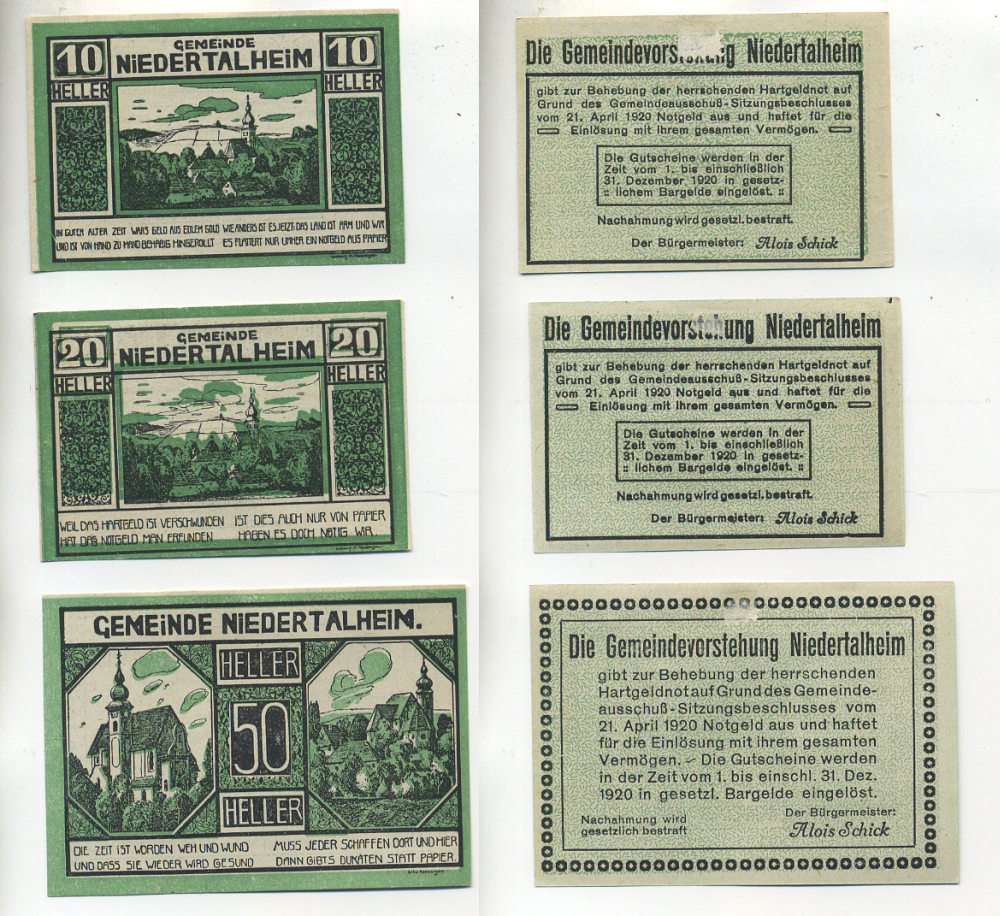 10 GEMEINDE 10
HELLER NIEDERTALHEIM HELLER
IN GUTER ALTER ZEIT WARS GELD AUS EITLEM GOLD WIE ANDERS IST ES JETZT: DAS LAND IST ARM UND WIR
UND IST VON HAND ZU HAND BEHÄBIG HINGEROLLT ES FLATTERT NUR UMHER EIN NOTGELD AUS PAPIER
Die Gemeindevorstehung Niedertalheim
gibt zur Behebung der herrschenden Hartgeldnot auf
Grund des Gemeindeausschuß-Sitzungsbeschlusses
vom 21. April 1920 Notgeld aus und haftet für die
Einlösung mit ihrem gesamten Vermögen.
Die Gutscheine werden in der
Zeit vom 1. bis einschließlich
31. Dezember 1920 in gesetz-
:: lichem Bargelde eingelöst. ::
Nachahmung wird gesetzl. bestraft.
Der Bürgermeister: Alois Schick
20 GEMEINDE 20
HELLER NIEDERTALHEIM HELLER
WEIL DAS HARTGELD IST VERSCHWUNDEN IST DIES AUCH NUR VON PAPIER
HAT DAS NOTGELD MAN ERFUNDEN HABEN ES DOCH NÖTIG WIR.
Die Gemeindevorstehung Niedertalheim
gibt zur Behebung der herrschenden Hartgeldnot auf
Grund des Gemeindeausschuß-Sitzungsbeschlusses
vom 21. April 1920 Notgeld aus und haftet für die
Einlösung mit ihrem gesamten Vermögen.
Die Gutscheine werden in der
Zeit vom 1. bis einschließlich
31. Dezember 1920 in gesetz-
:: lichem Bargelde eingelöst. ::
Nachahmung wird gesetzl. bestraft.
Der Bürgermeister: Alois Schick
GEMEINDE NIEDERTALHEIM.
HELLER
50
HELLER
DIE ZEIT IST WORDEN WEH UND WUND MUSS JEDER SCHAFFEN DORT UND HIER
UND DASS SIE WIEDER WIRD GESUND DANN GIBTS DUKATEN STATT PAPIER.
Die Gemeindevorstehung Niedertalheim
gibt zur Behebung der herrschenden
Hartgeldnot auf Grund des Gemeinde-
ausschuß-Sitzungsbeschlusses vom
21. April 1920 Notgeld aus und haftet
für die Einlösung mit ihrem gesamten
Vermögen. – Die Gutscheine werden
in der Zeit vom 1. bis einschl. 31. Dez.
1920 in gesetzl. Bargelde eingelöst.
Nachahmung wird
gesetzlich bestraft
Der Bürgermeister:
Alois Schick